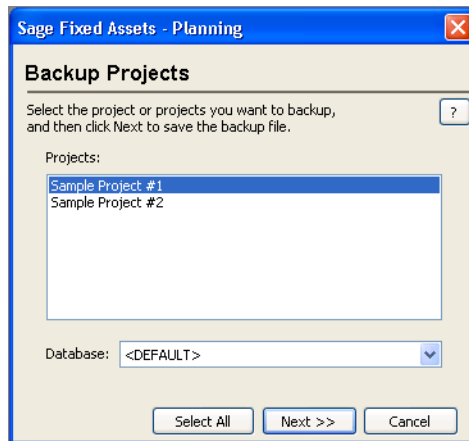 Sage Fixed Assets - Planning
Backup Projects
Select the project or projects you want to backup,
and then click Next to save the backup file.
?
Projects:
Sample Project #1
Sample Project #2
Database: <DEFAULT>
Select All Next >> Cancel